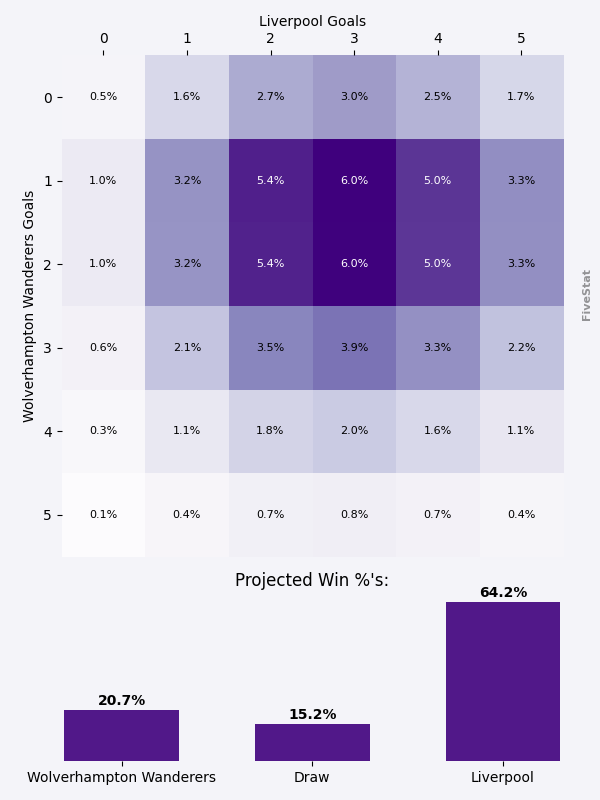 Liverpool Goals
0 1 2 3 4 5
0 0.5% 1.6% 2.7% 3.0% 2.5% 1.7%
1 1.0% 3.2% 5.4% 6.0% 5.0% 3.3%
2 1.0% 3.2% 5.4% 6.0% 5.0% 3.3%
3 0.6% 2.1% 3.5% 3.9% 3.3% 2.2%
4 0.3% 1.1% 1.8% 2.0% 1.6% 1.1%
5 0.1% 0.4% 0.7% 0.8% 0.7% 0.4%
Wolverhampton Wanderers Goals
FiveStat
Projected Win %'s:
20.7% 15.2% 64.2%
Wolverhampton Wanderers Draw Liverpool